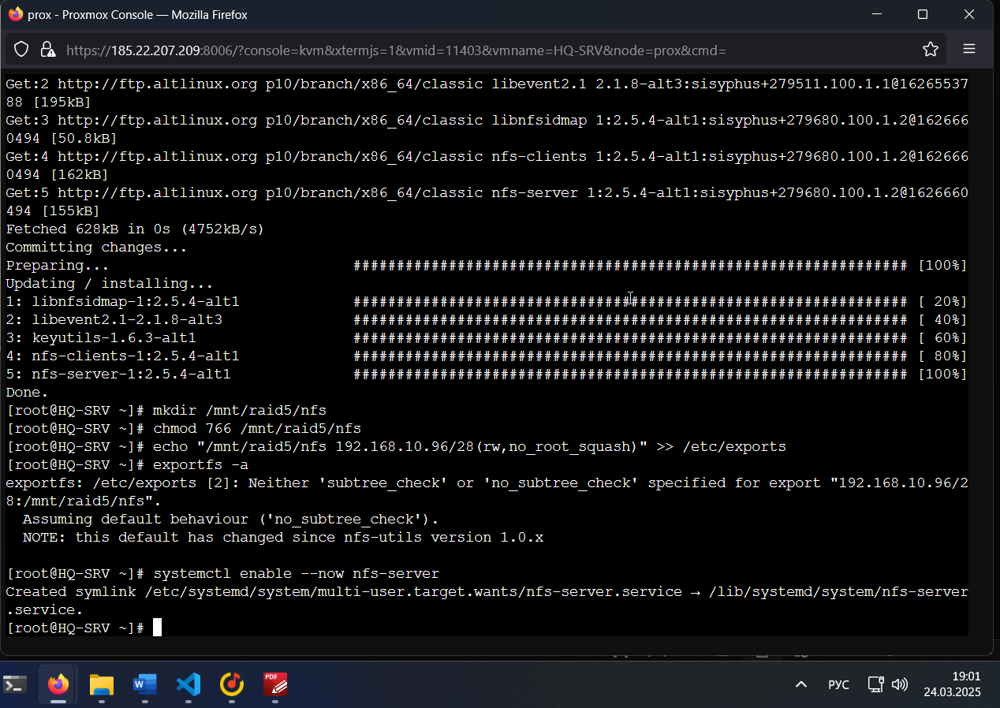 prox - Proxmox Console — Mozilla Firefox
https://185.22.207.209:8006/?console=kvm&xtermjs=1&vmid=11403&vmname=HQ-SRV&node=prox&cmd=
Get:2 http://ftp.altlinux.org p10/branch/x86_64/classic libevent2.1 2.1.8-alt3:sisyphus+279511.100.1.1@16265537
88 [195kB]
Get:3 http://ftp.altlinux.org p10/branch/x86_64/classic libnfsidmap 1:2.5.4-alt1:sisyphus+279680.100.1.2@162666
0494 [50.8kB]
Get:4 http://ftp.altlinux.org p10/branch/x86_64/classic nfs-clients 1:2.5.4-alt1:sisyphus+279680.100.1.2@162666
0494 [162kB]
Get:5 http://ftp.altlinux.org p10/branch/x86_64/classic nfs-server 1:2.5.4-alt1:sisyphus+279680.100.1.2@1626660
494 [155kB]
Fetched 628kB in 0s (4752kB/s)
Committing changes...
Preparing... ################################################################ [100%]
Updating / installing...
1: libnfsidmap-1:2.5.4-alt1 ################################################################ [ 20%]
2: libevent2.1-2.1.8-alt3 ################################################################ [ 40%]
3: keyutils-1.6.3-alt1 ################################################################ [ 60%]
4: nfs-clients-1:2.5.4-alt1 ################################################################ [ 80%]
5: nfs-server-1:2.5.4-alt1 ################################################################ [100%]
Done.
[root@HQ-SRV ~]# mkdir /mnt/raid5/nfs
[root@HQ-SRV ~]# chmod 766 /mnt/raid5/nfs
[root@HQ-SRV ~]# echo "/mnt/raid5/nfs 192.168.10.96/28(rw,no_root_squash)" >> /etc/exports
[root@HQ-SRV ~]# exportfs -a
exportfs: /etc/exports [2]: Neither 'subtree_check' or 'no_subtree_check' specified for export "192.168.10.96/2
8:/mnt/raid5/nfs".
Assuming default behaviour ('no_subtree_check').
NOTE: this default has changed since nfs-utils version 1.0.x
[root@HQ-SRV ~]# systemctl enable --now nfs-server
Created symlink /etc/systemd/system/multi-user.target.wants/nfs-server.service → /lib/systemd/system/nfs-server
.service.
[root@HQ-SRV ~]#
W
PDF
РУС
19:01
24.03.2025